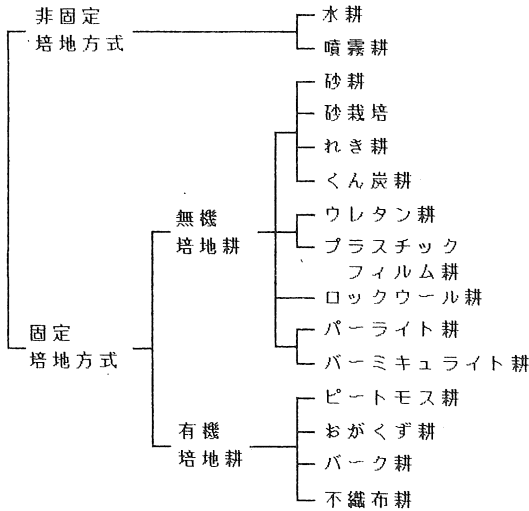 非固定
培地方式
水耕
噴霧耕
砂耕
砂栽培
れき耕
くん炭耕
無機
培地耕
ウレタン耕
プラスチック
フィルム耕
ロックウール耕
パーライト耕
バーミキュライト耕
固定
培地方式
ピートモス耕
有機
培地耕
おがくず耕
バーク耕
不織布耕